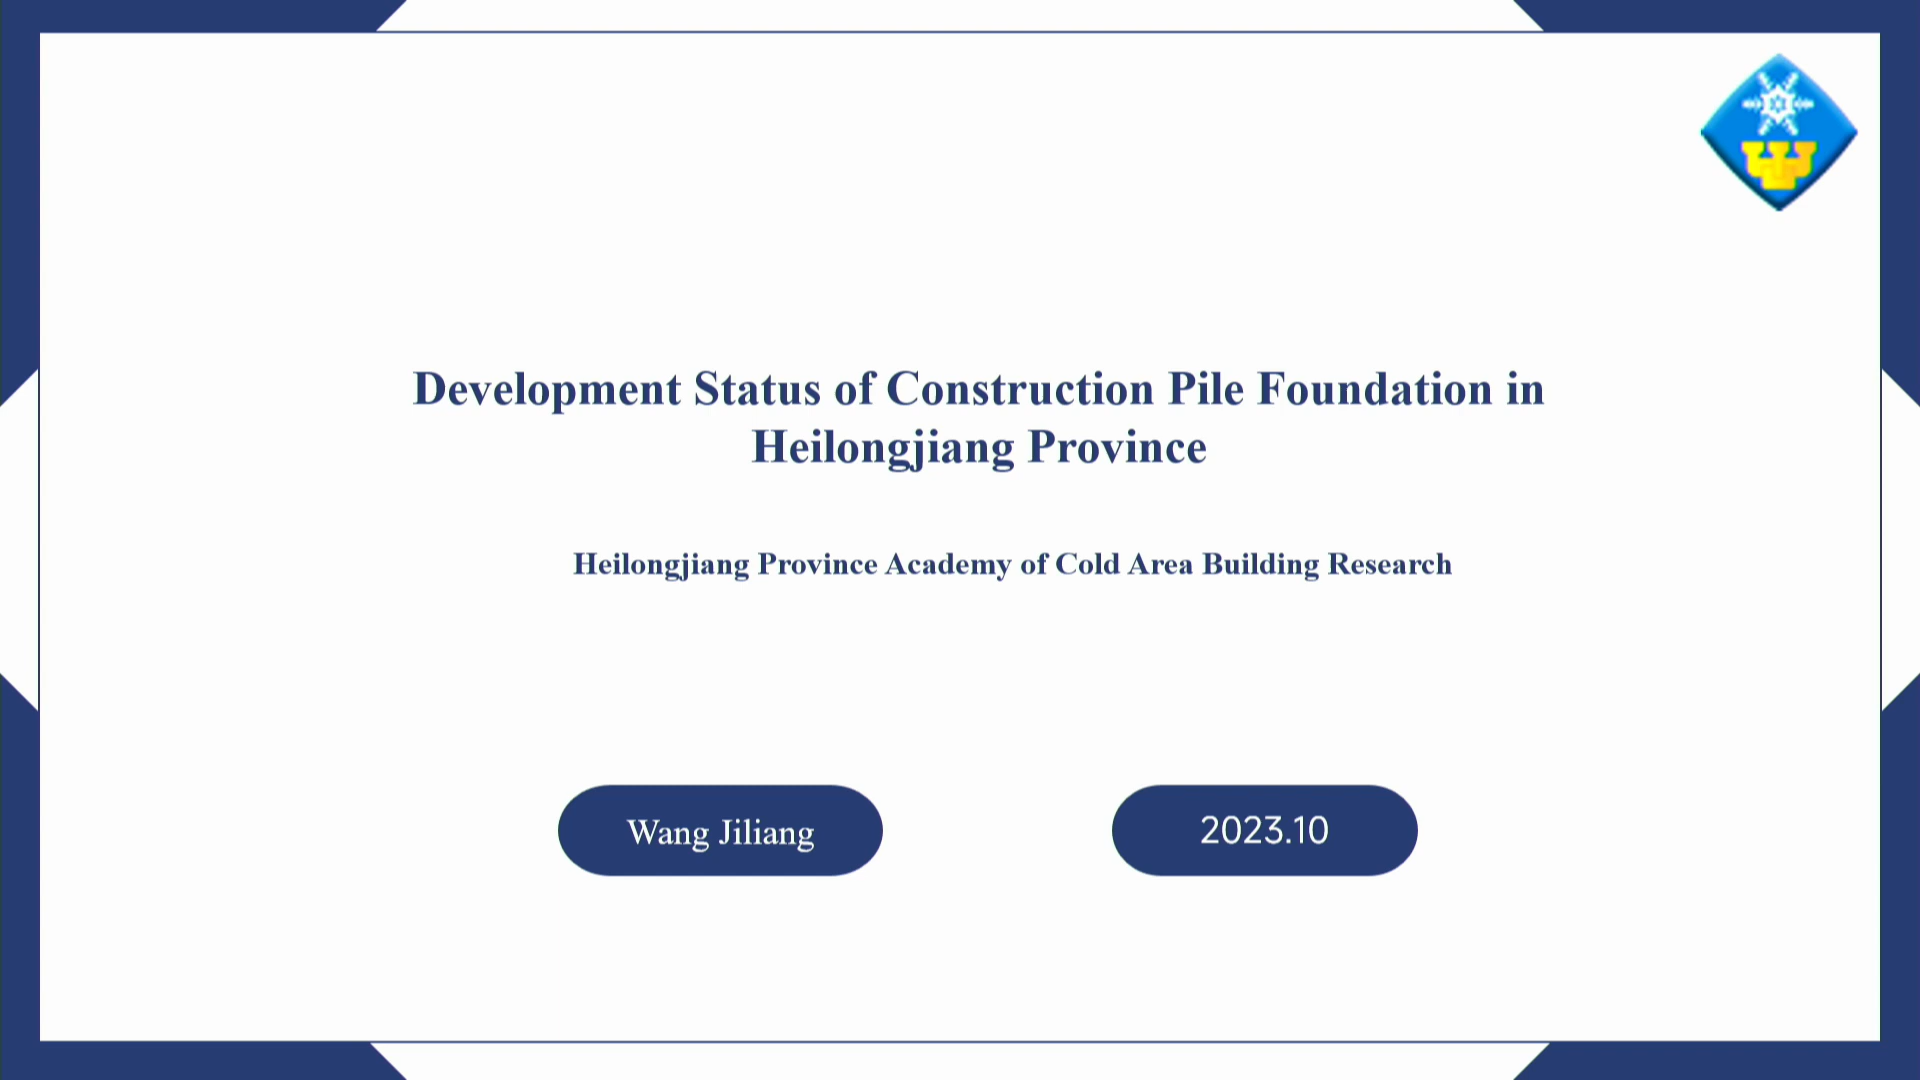 Development Status of Construction Pile Foundation in
Heilongjiang Province
Heilongjiang Province Academy of Cold Area Building Research
Wang Jiliang
2023.10